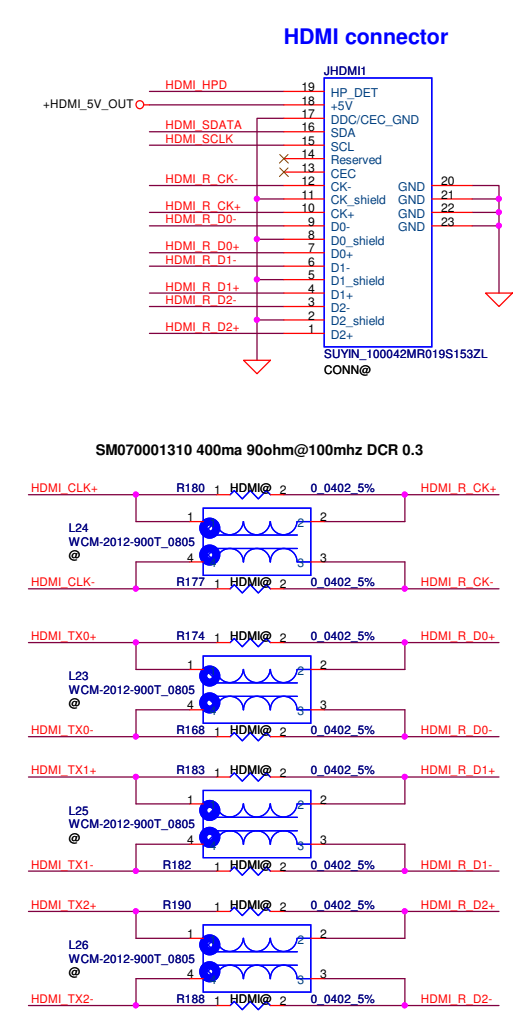 HDMI connector
JHDMI1
HDMI_HPD 19 HP_DET
+HDMI_5V_OUT 18 +5V
17 DDC/CEC_GND
HDMI_SDATA 16 SDA
HDMI_SCLK 15 SCL
14 Reserved
13 CEC
HDMI_R_CK- 12 CK- GND 20
11 CK_shield GND 21
HDMI_R_CK+ 10 CK+ GND 22
HDMI_R_D0- 9 D0- GND 23
8 D0_shield
HDMI_R_D0+ 7 D0+
HDMI_R_D1- 6 D1-
5 D1_shield
HDMI_R_D1+ 4 D1+
HDMI_R_D2- 3 D2-
2 D2_shield
HDMI_R_D2+ 1 D2+
SUYIN_100042MR019S153ZL
CONN@
SM070001310 400ma 90ohm@100mhz DCR 0.3
HDMI_CLK+ R180 1 HDMI@ 2 0_0402_5% HDMI_R_CK+
1 2 2
L24
WCM-2012-900T_0805
@
4 3 3
HDMI_CLK- R177 1 HDMI@ 2 0_0402_5% HDMI_R_CK-
HDMI_TX0+ R174 1 HDMI@ 2 0_0402_5% HDMI_R_D0+
1 2 2
L23
WCM-2012-900T_0805
@
4 3 3
HDMI_TX0- R168 1 HDMI@ 2 0_0402_5% HDMI_R_D0-
HDMI_TX1+ R183 1 HDMI@ 2 0_0402_5% HDMI_R_D1+
1 2 2
L25
WCM-2012-900T_0805
@
4 3 3
HDMI_TX1- R182 1 HDMI@ 2 0_0402_5% HDMI_R_D1-
HDMI_TX2+ R190 1 HDMI@ 2 0_0402_5% HDMI_R_D2+
1 2 2
L26
WCM-2012-900T_0805
@
4 3 3
HDMI_TX2- R188 1 HDMI@ 2 0_0402_5% HDMI_R_D2-